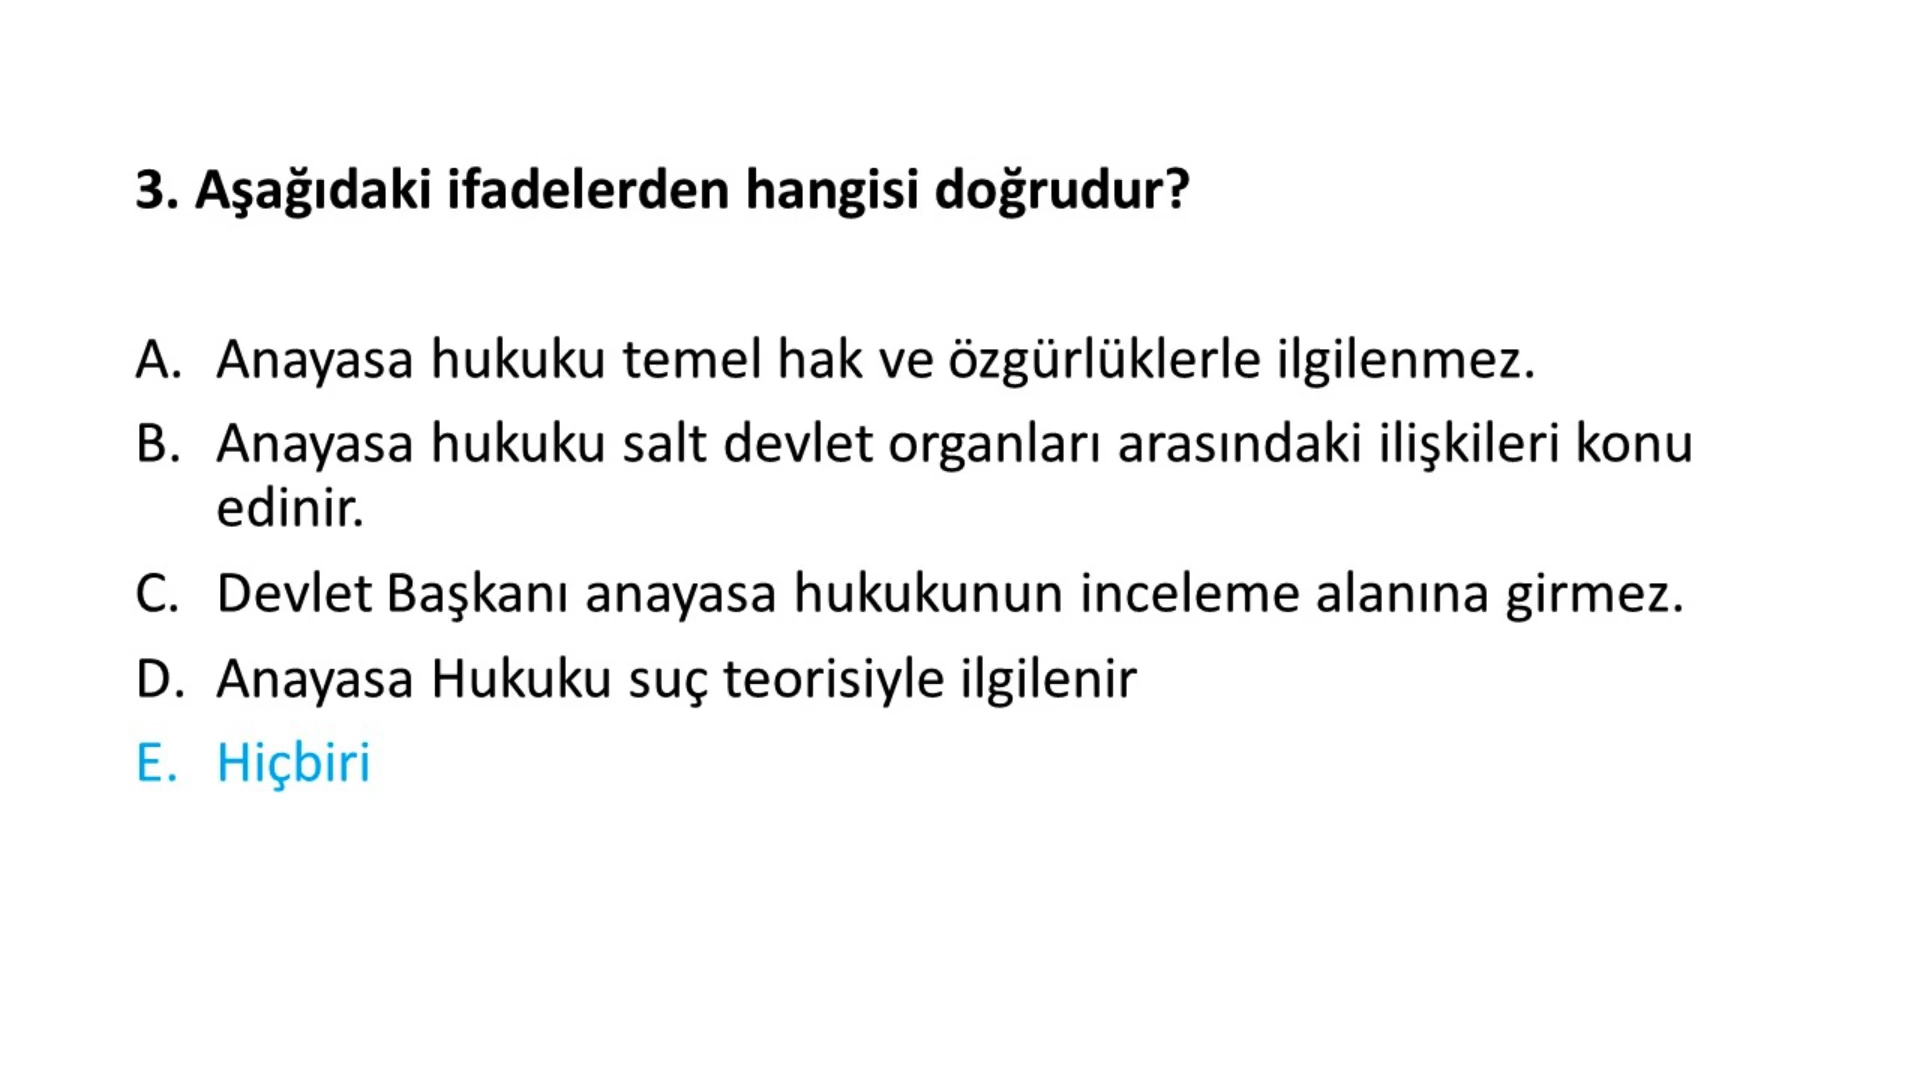 3. Aşağıdaki ifadelerden hangisi doğrudur?
A. Anayasa hukuku temel hak ve özgürlüklerle ilgilenmez.
B. Anayasa hukuku salt devlet organları arasındaki ilişkileri konu
edinir.
C. Devlet Başkanı anayasa hukukunun inceleme alanına girmez.
D. Anayasa Hukuku suç teorisiyle ilgilenir
E. Hiçbiri